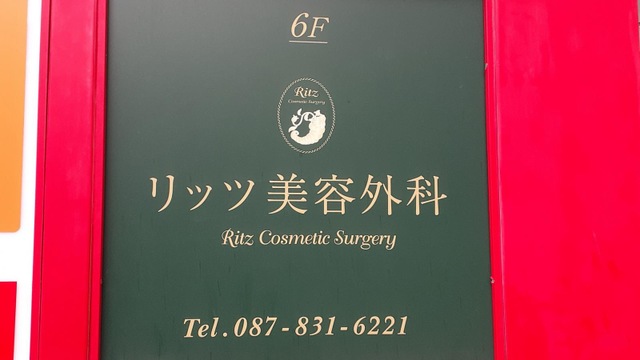 6F
Ritz
Cosmetic Surgery
リッツ美容外科
Ritz Cosmetic Surgery
Tel.087-831-6221